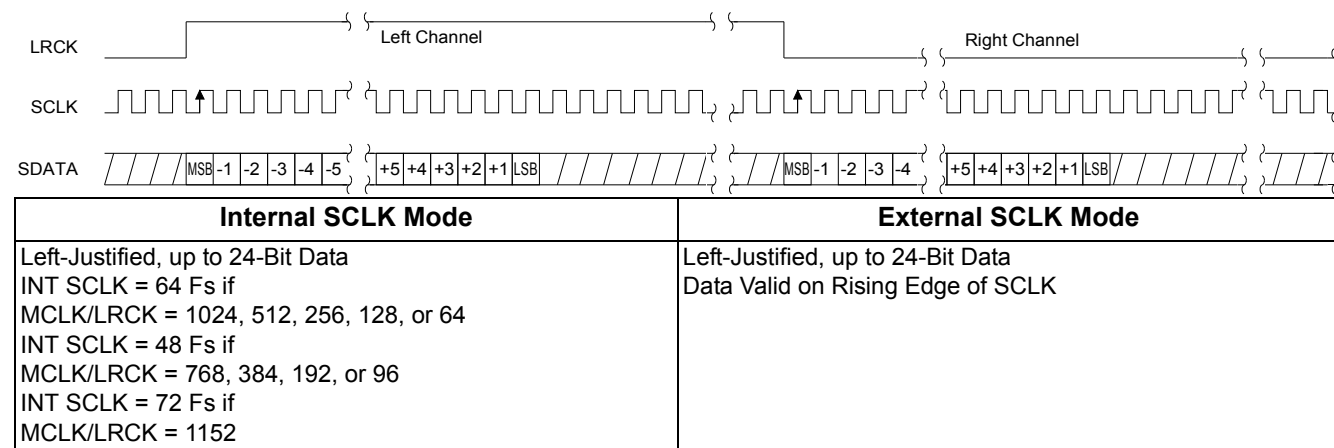 LRCK Left Channel Right Channel
SCLK
SDATA MSB -1 -2 -3 -4 -5 +5 +4 +3 +2 +1 LSB MSB -1 -2 -3 -4 +5 +4 +3 +2 +1 LSB
Internal SCLK Mode
External SCLK Mode
Left-Justified, up to 24-Bit Data
INT SCLK = 64 Fs if
MCLK/LRCK = 1024, 512, 256, 128, or 64
INT SCLK = 48 Fs if
MCLK/LRCK = 768, 384, 192, or 96
INT SCLK = 72 Fs if
MCLK/LRCK = 1152
Left-Justified, up to 24-Bit Data
Data Valid on Rising Edge of SCLK